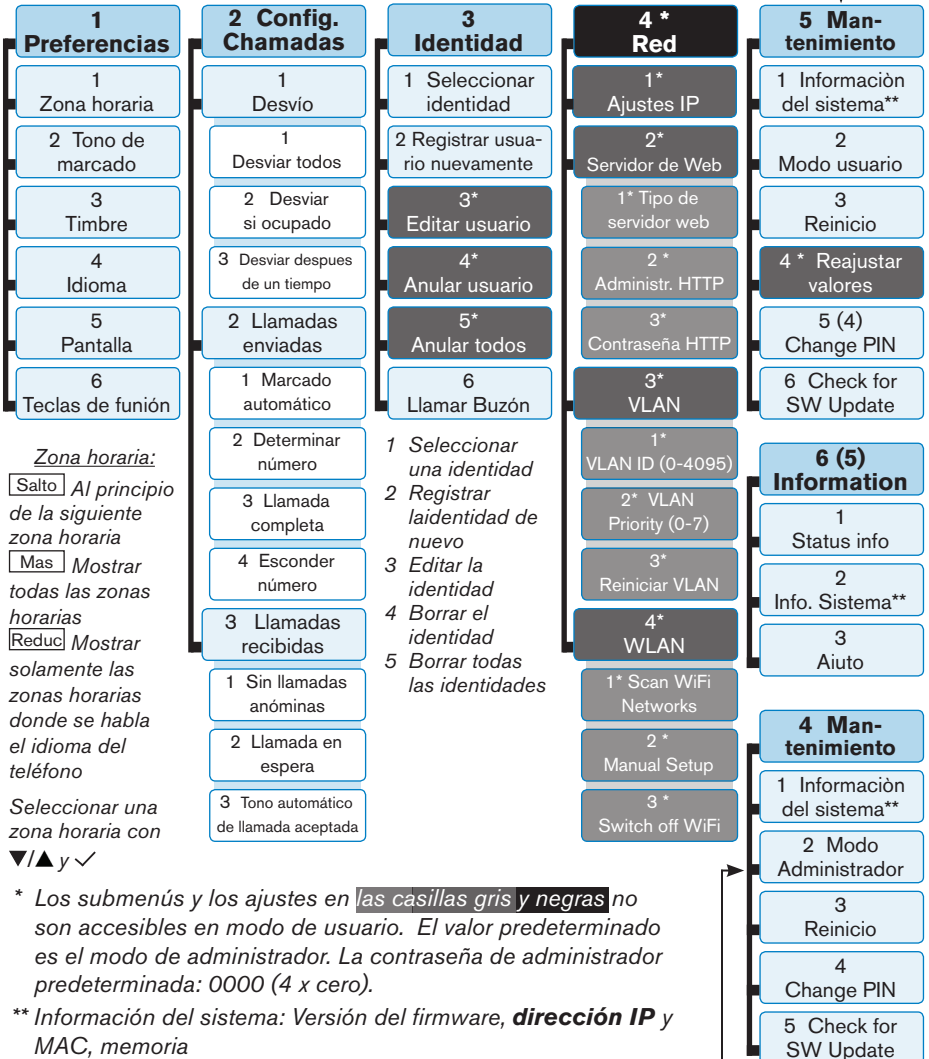 1
Preferencias
1
Zona horaria
2 Tono de
marcado
3
Timbre
4
Idioma
5
Pantalla
6
Teclas de funión
Zona horaria:
Salto Al principio
de la siguiente
zona horaria
Mas Mostrar
todas las zonas
horarias
Reduc Mostrar
solamente las
zonas horarias
donde se habla
el idioma del
teléfono
Seleccionar una
zona horaria con
▼/▲ y ✓
2 Config.
Chamadas
1
Desvío
1
Desviar todos
2 Desviar
si ocupado
3 Desviar despues
de un tiempo
2 Llamadas
enviadas
1 Marcado
automático
2 Determinar
número
3 Llamada
completa
4 Esconder
número
3 Llamadas
recibidas
1 Sin llamadas
anóminas
2 Llamada en
espera
3 Tono automático
de llamada aceptada
3
Identidad
1 Seleccionar
identidad
2 Registrar usua-
rio nuevamente
3*
Editar usuario
4*
Anular usuario
5*
Anular todos
6
Llamar Buzón
1 Seleccionar
una identidad
2 Registrar
laidentidad de
nuevo
3 Editar la
identidad
4 Borrar el
identidad
5 Borrar todas
las identidades
4 *
Red
1*
Ajustes IP
2*
Servidor de Web
1* Tipo de
servidor web
2 *
Administr. HTTP
3*
Contraseña HTTP
3*
VLAN
1*
VLAN ID (0-4095)
2* VLAN
Priority (0-7)
3*
Reiniciar VLAN
4*
WLAN
1* Scan WiFi
Networks
2 *
Manual Setup
3 *
Switch off WiFi
5 Man-
tenimiento
1 Informaciòn
del sistema**
2
Modo usuario
3
Reinicio
4 * Reajustar
valores
5 (4)
Change PIN
6 Check for
SW Update
6 (5)
Information
1
Status info
2
Info. Sistema**
3
Aiuto
4 Man-
tenimiento
1 Informaciòn
del sistema**
2 Modo
Administrador
3
Reinicio
4
Change PIN
5 Check for
SW Update
* Los submenús y los ajustes en las casillas gris y negras no
son accesibles en modo de usuario. El valor predeterminado
es el modo de administrador. La contraseña de administrador
predeterminada: 0000 (4 x cero).
** Información del sistema: Versión del firmware, dirección IP y
MAC, memoria